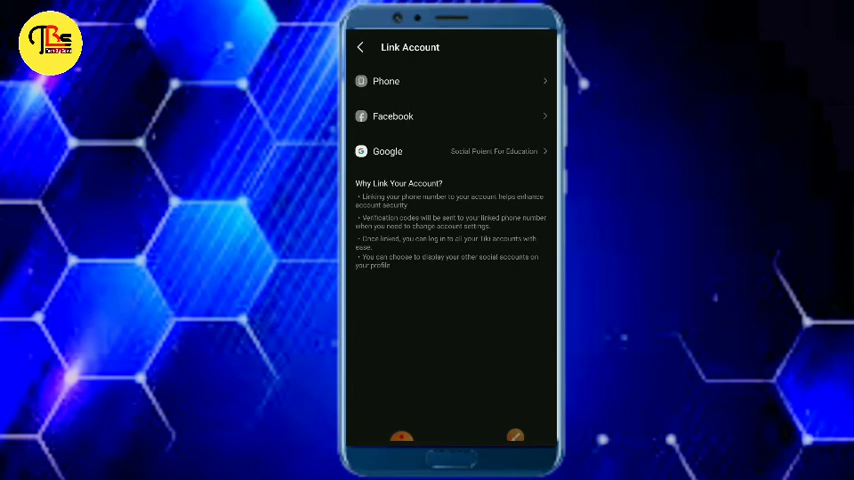 TBS
Link Account
Phone
Facebook
Google Social Poient For Education
Why Link Your Account?
• Linking your phone number to your account helps enhance
account security
• Verification codes will be sent to your linked phone number
when you need to change account settings.
• Once linked, you can log in to all your Tiki accounts with
ease.
• You can choose to display your other social accounts on
your profile